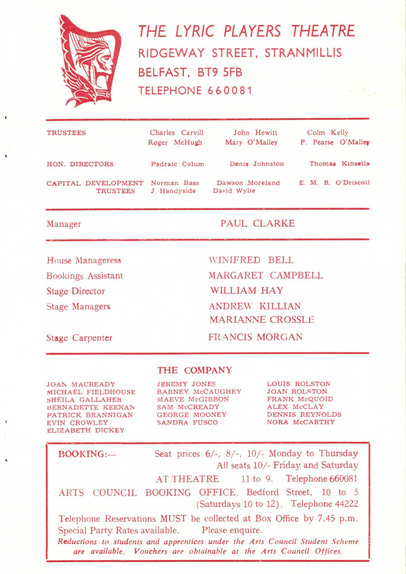 THE LYRIC PLAYERS THEATRE
RIDGEWAY STREET, STRANMILLIS
BELFAST, BT9 5FB
TELEPHONE 660081
TRUSTEES Charles Carvill John Hewitt Colm Kelly
Roger McHugh Mary O'Malley P. Pearse O'Malley
HON. DIRECTORS Padraic Colum Denis Johnston Thomas Kinsella
CAPITAL DEVELOPMENT Norman Bass Dawson Moreland E. M. R. O'Driscoll
TRUSTEES J. Handyside David Wylie
Manager PAUL CLARKE
House Manageress WINIFRED BELL
Bookings Assistant MARGARET CAMPBELL
Stage Director WILLIAM HAY
Stage Managers ANDREW KILLIAN
MARIANNE CROSSLÉ
Stage Carpenter FRANCIS MORGAN
THE COMPANY
JOAN MACREADY JEREMY JONES LOUIS ROLSTON
MICHAEL FIELDHOUSE BARNEY McCAUGHEY JOAN ROLSTON
SHEILA GALLAHER MAEVE McGIBBON FRANK McQUOID
BERNADETTE KEENAN SAM McCREADY ALEX McCLAY
PATRICK BRANNIGAN GEORGE MOONEY DENNIS REYNOLDS
EVIN CROWLEY SANDRA FUSCO NORA McCARTHY
ELIZABETH DICKEY
BOOKING:— Seat prices 6/-, 8/-, 10/- Monday to Thursday
All seats 10/- Friday and Saturday
AT THEATRE 11 to 9. Telephone 660081
ARTS COUNCIL BOOKING OFFICE, Bedford Street, 10 to 5
(Saturdays 10 to 12). Telephone 44222
Telephone Reservations MUST be collected at Box Office by 7.45 p.m.
Special Party Rates available. Please enquire.
Reductions to students and apprentices under the Arts Council Student Scheme
are available. Vouchers are obtainable at the Arts Council Offices.